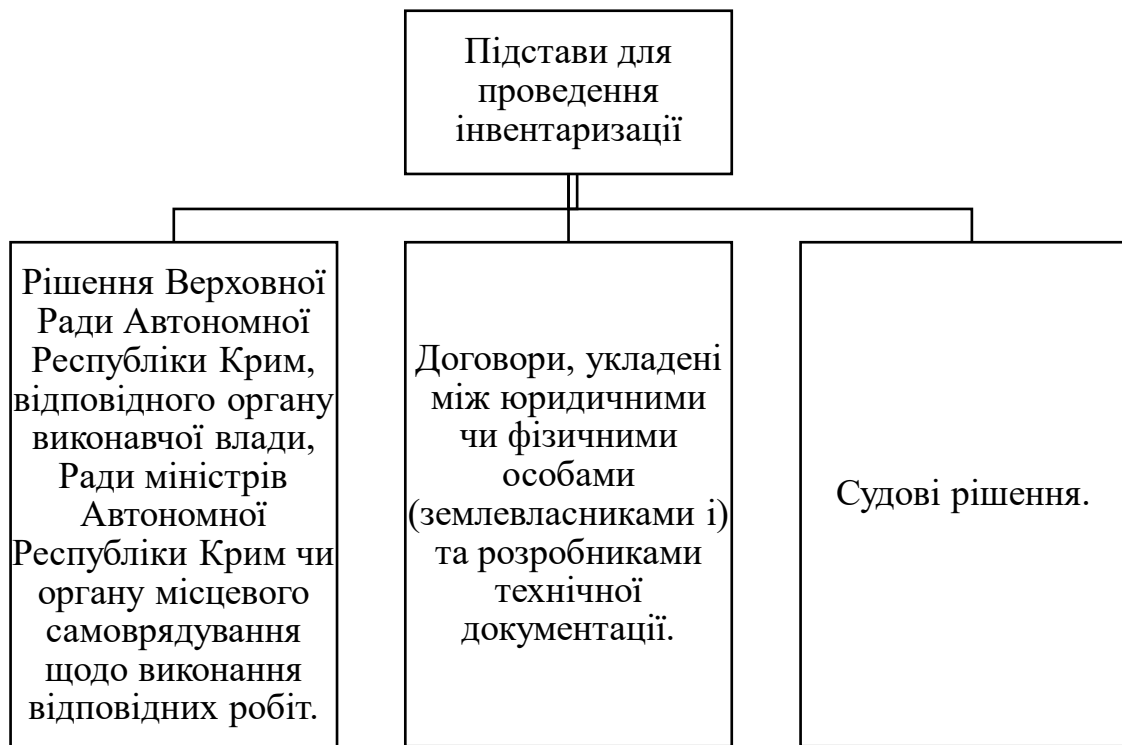 Підстави для
проведення
інвентаризації
Рішення Верховної
Ради Автономної
Республіки Крим,
відповідного органу
виконавчої влади,
Ради міністрів
Автономної
Республіки Крим чи
органу місцевого
самоврядування
щодо виконання
відповідних робіт.
Договори, укладені
між юридичними
чи фізичними
особами
(землевласниками і)
та розробниками
технічної
документації.
Судові рішення.